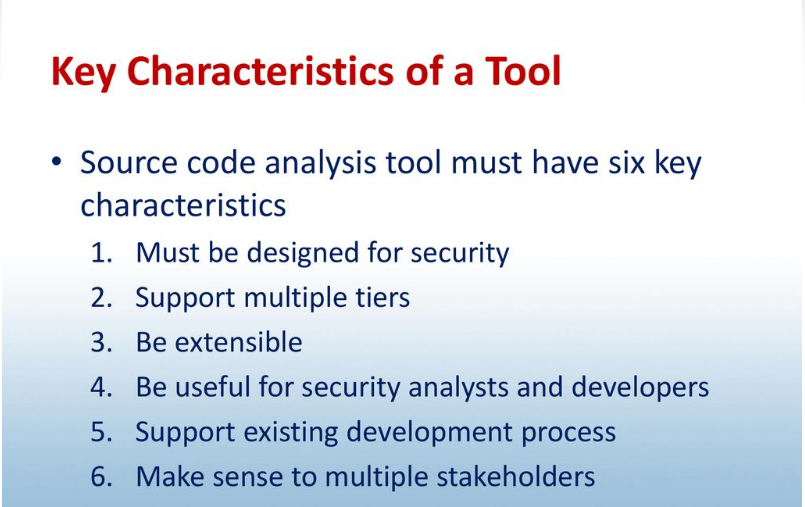 Key Characteristics of a Tool
• Source code analysis tool must have six key
characteristics
1. Must be designed for security
2. Support multiple tiers
3. Be extensible
4. Be useful for security analysts and developers
5. Support existing development process
6. Make sense to multiple stakeholders